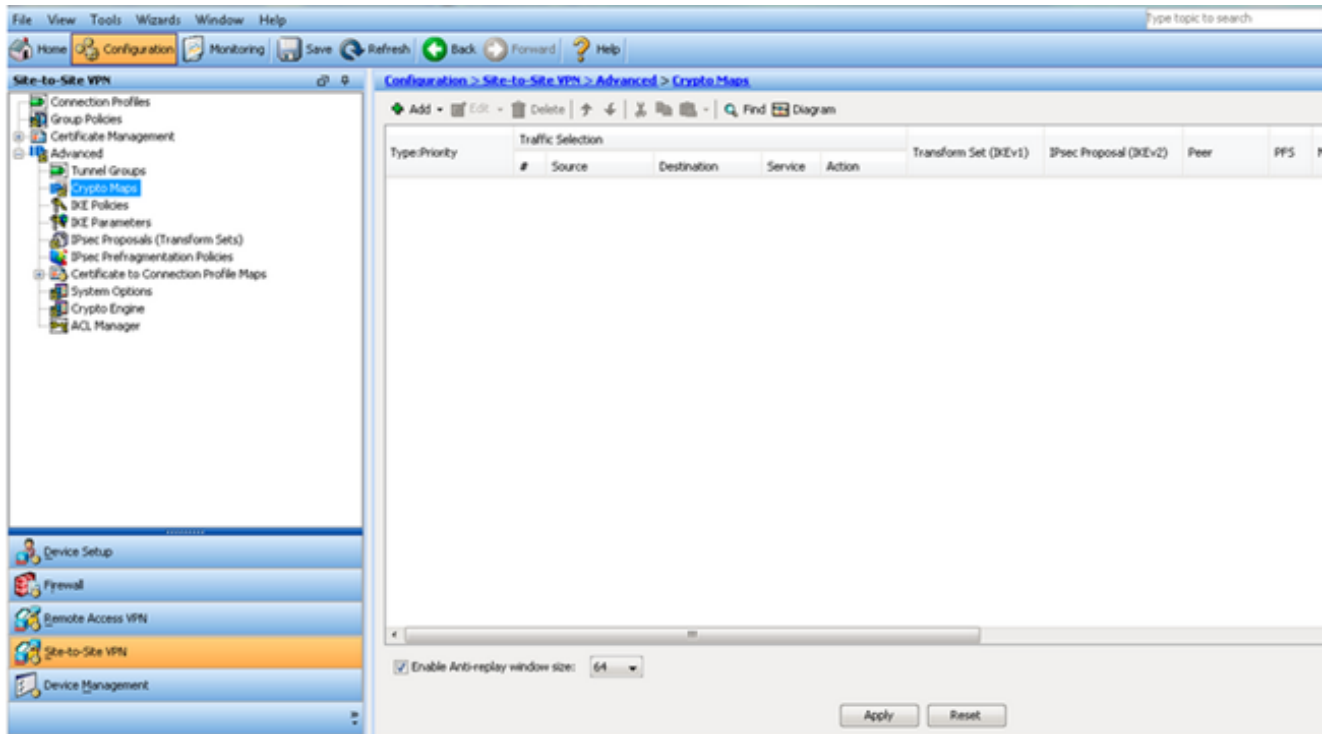 File View Tools Wizards Window Help
Type topic to search
Home Configuration Monitoring Save Refresh Back Forward Help
Site-to-Site VPN
Connection Profiles
Group Policies
Certificate Management
Advanced
Tunnel Groups
Crypto Maps
IKE Policies
IKE Parameters
IPsec Proposals (Transform Sets)
IPsec Prefragmentation Policies
Certificate to Connection Profile Maps
System Options
Crypto Engine
ACL Manager
Device Setup
Firewall
Remote Access VPN
Site-to-Site VPN
Device Management
Configuration > Site-to-Site VPN > Advanced > Crypto Maps
Add Edit Delete Find Diagram
Type:Priority
Traffic Selection
# Source Destination Service Action
Transform Set (IKEv1) IPsec Proposal (IKEv2) Peer PFS
Enable Anti-replay window size: 64
Apply Reset